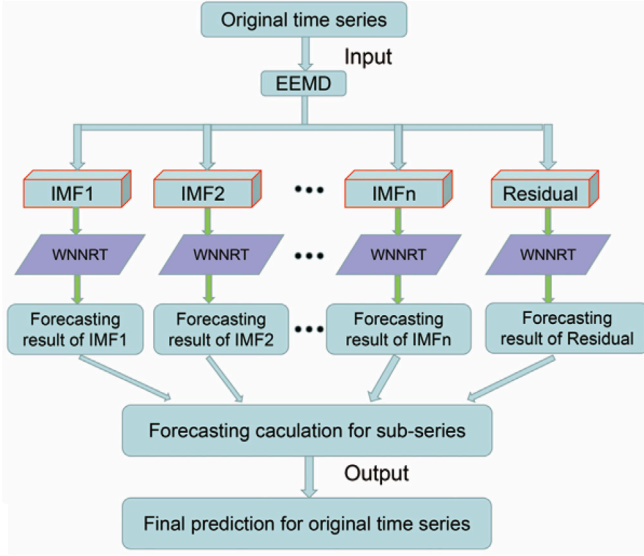 Original time series
Input
EEMD
IMF1
IMF2
IMFn
Residual
WNNRT
WNNRT
WNNRT
WNNRT
Forecasting
result of IMF1
Forecasting
result of IMF2
Forecasting
result of IMFn
Forecasting
result of Residual
Forecasting caculation for sub-series
Output
Final prediction for original time series